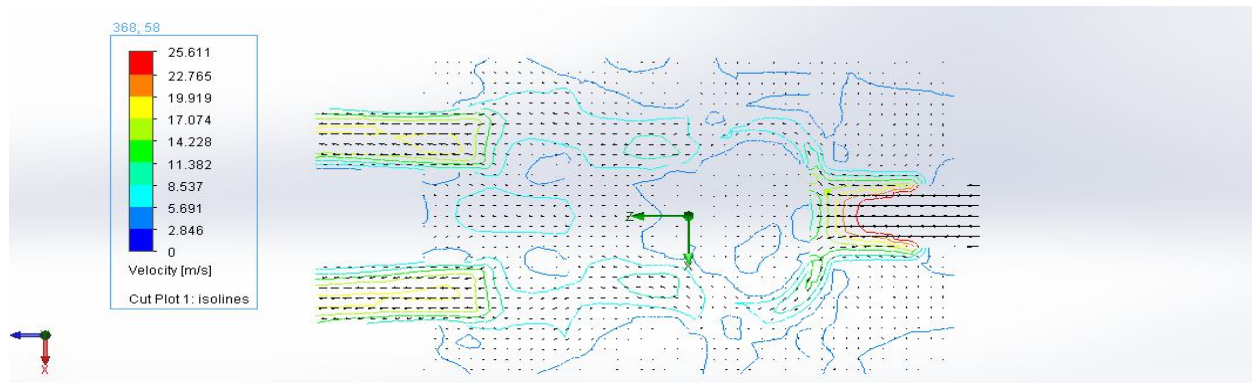 368, 58
25.611
22.765
19.919
17.074
14.228
11.382
8.537
5.691
2.846
0
Velocity [m/s]
Cut Plot 1: isolines
Z
X
X